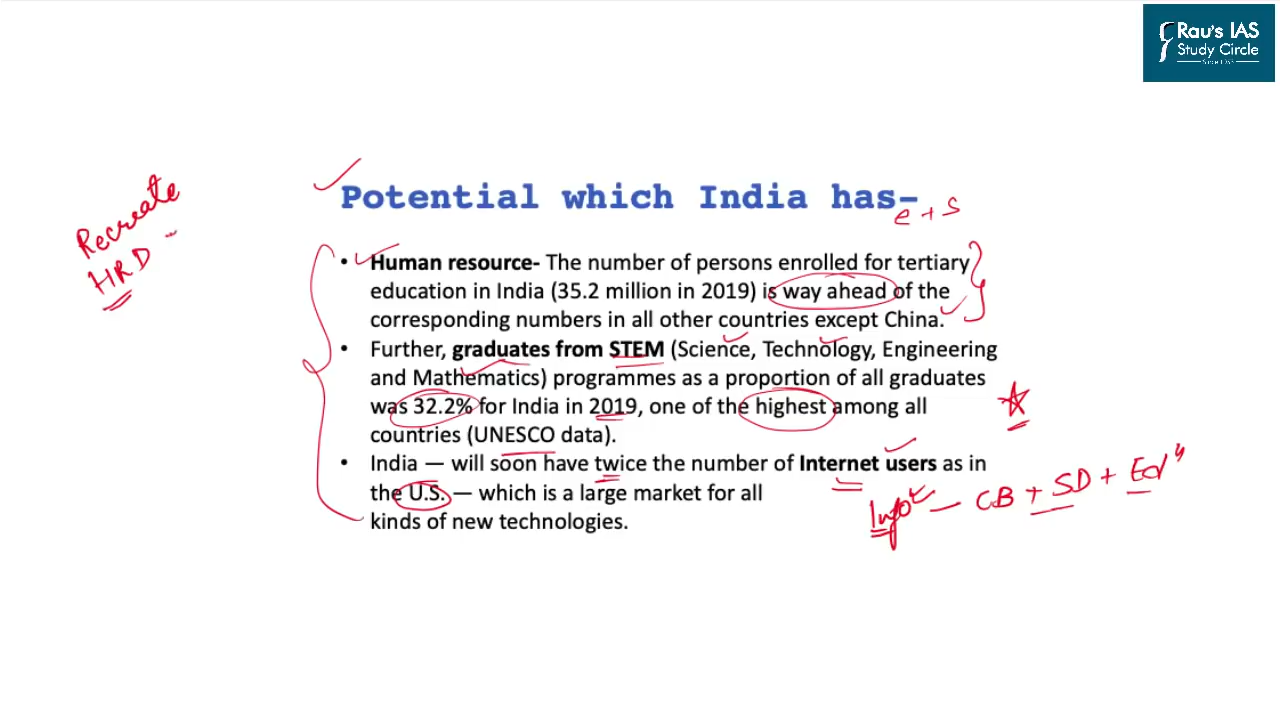 Rau's IAS
Study Circle
Since 1953
Potential which India has-
e + S
Recreate
HRD -
• Human resource- The number of persons enrolled for tertiary
education in India (35.2 million in 2019) is way ahead of the
corresponding numbers in all other countries except China.
• Further, graduates from STEM (Science, Technology, Engineering
and Mathematics) programmes as a proportion of all graduates
was 32.2% for India in 2019, one of the highest among all
countries (UNESCO data).
• India — will soon have twice the number of Internet users as in
the U.S. — which is a large market for all
kinds of new technologies.
Info — CB + SD + Edⁿ